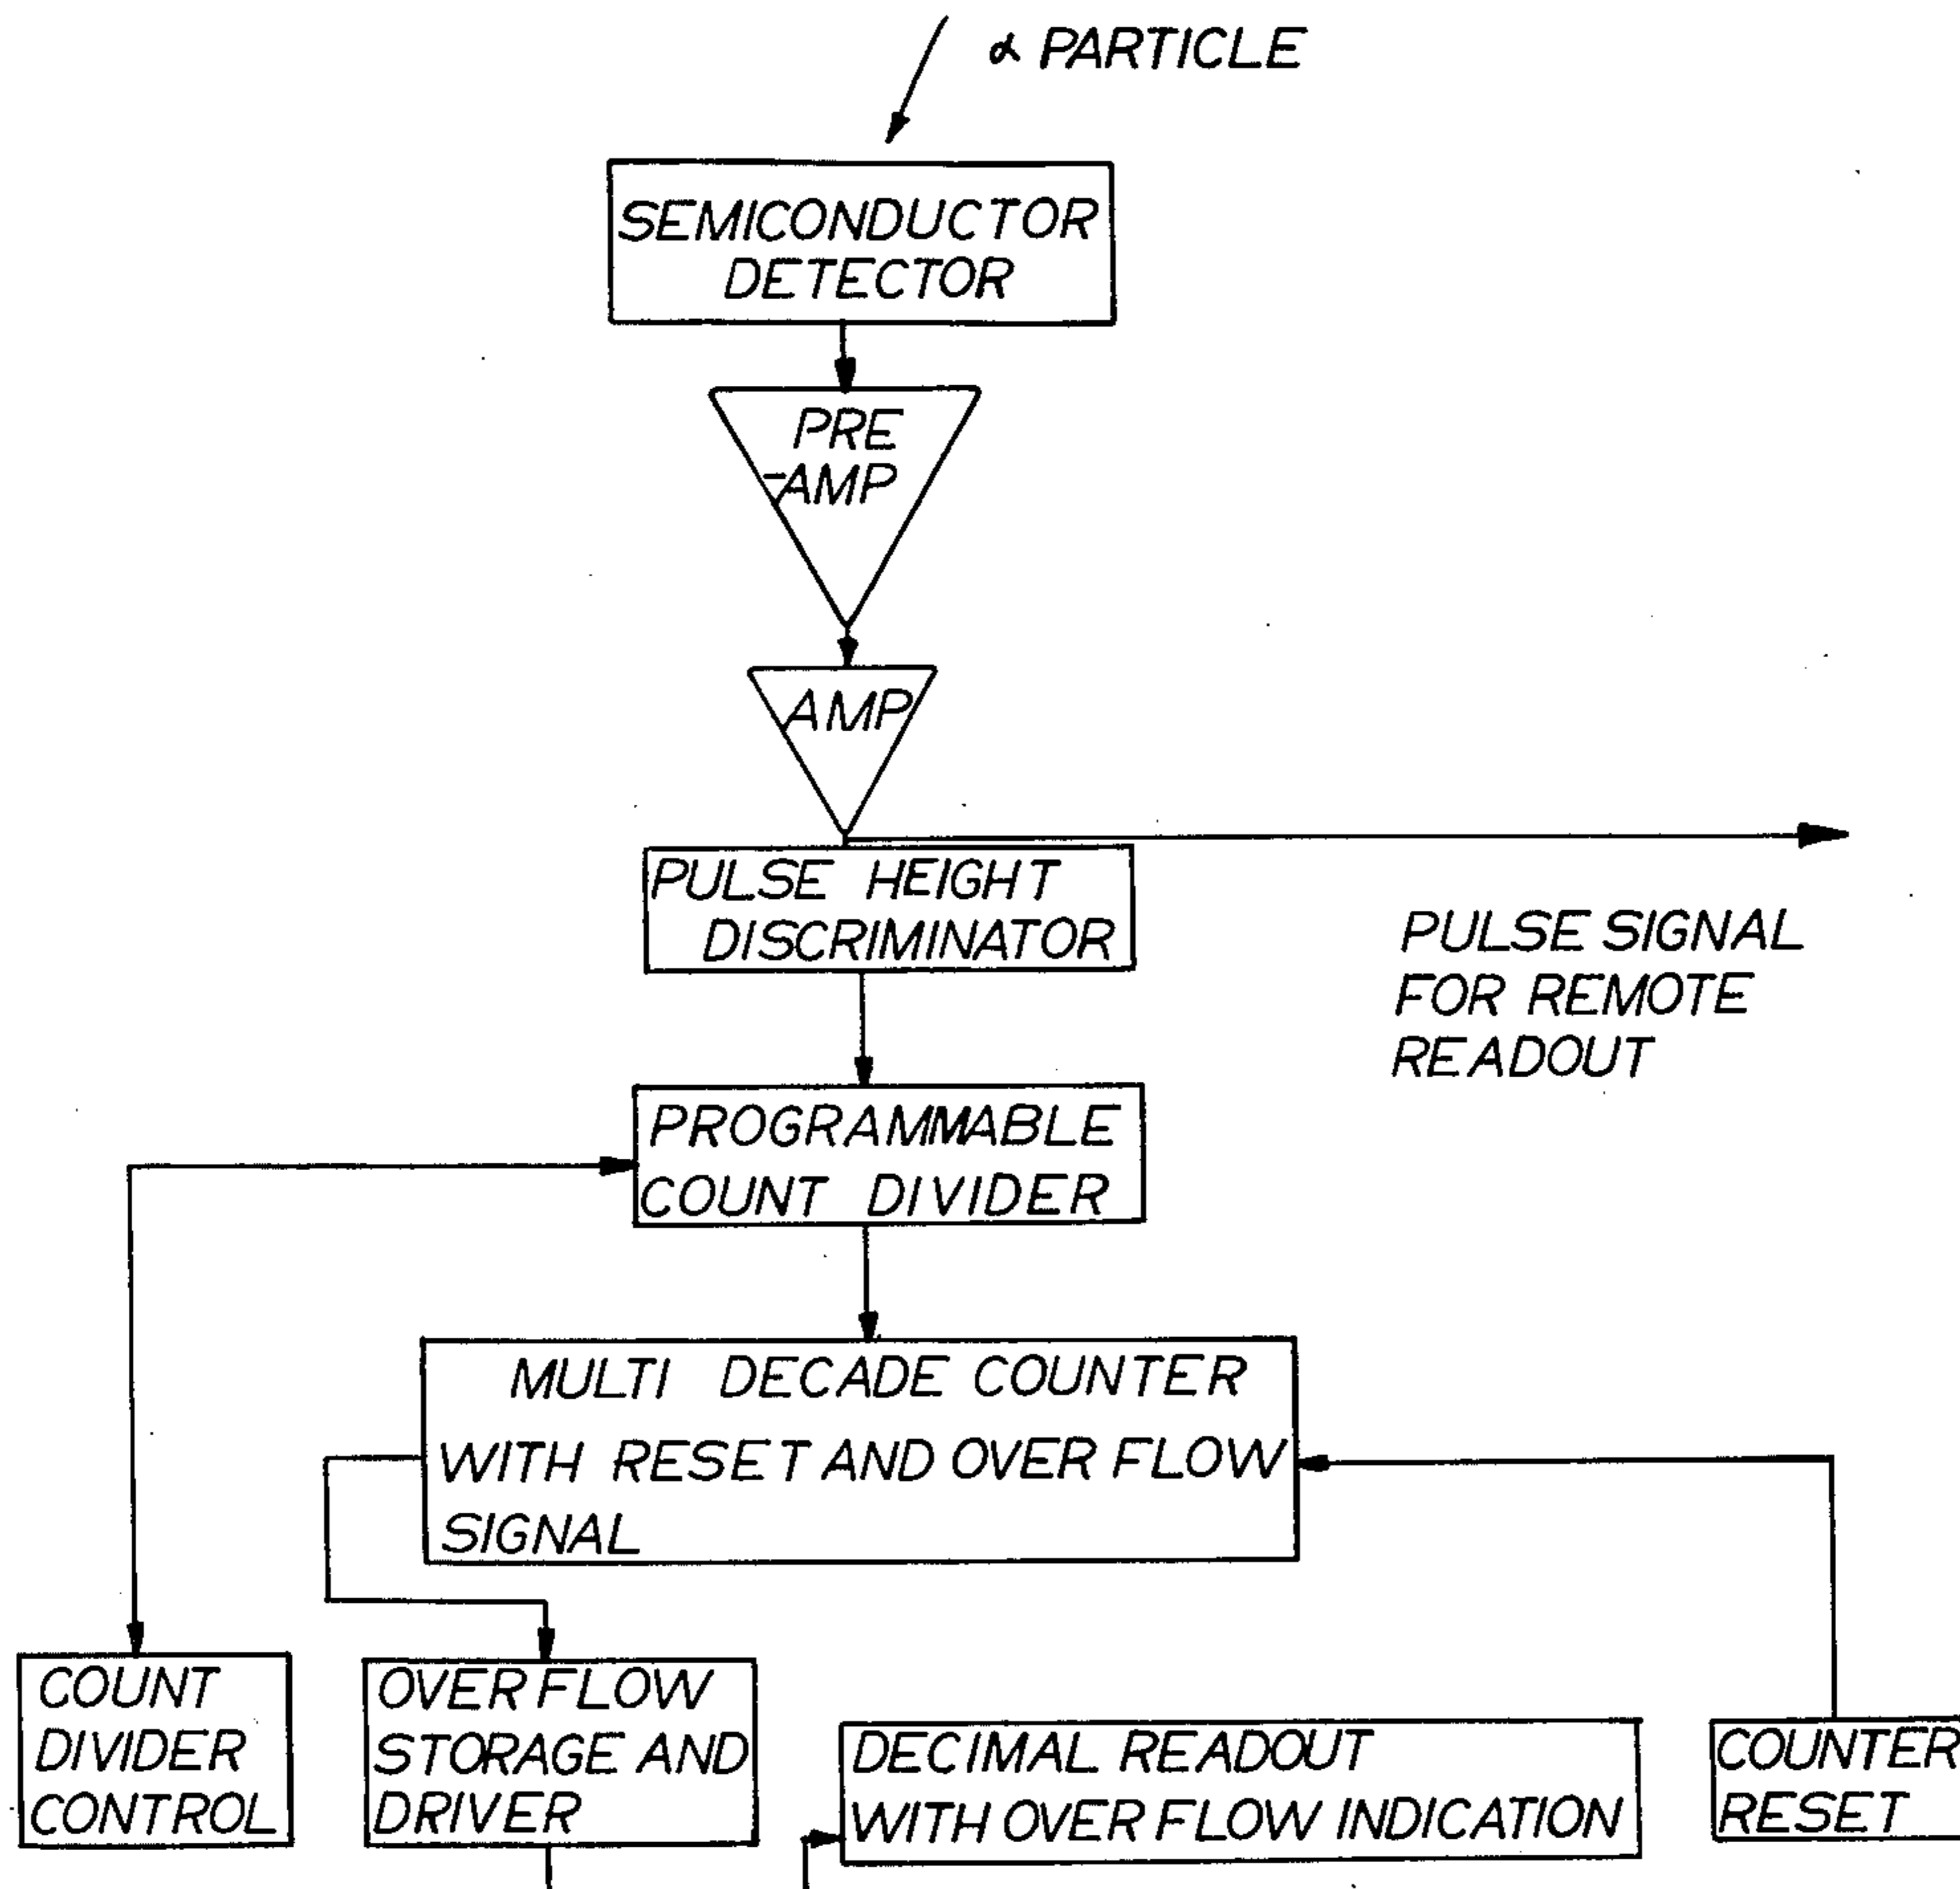 α PARTICLE
SEMICONDUCTOR
DETECTOR
PRE
-AMP
AMP
PULSE HEIGHT
DISCRIMINATOR
PULSE SIGNAL
FOR REMOTE
READOUT
PROGRAMMABLE
COUNT DIVIDER
MULTI DECADE COUNTER
WITH RESET AND OVER FLOW
SIGNAL
COUNT
DIVIDER
CONTROL
OVER FLOW
STORAGE AND
DRIVER
DECIMAL READOUT
WITH OVER FLOW INDICATION
COUNTER
RESET